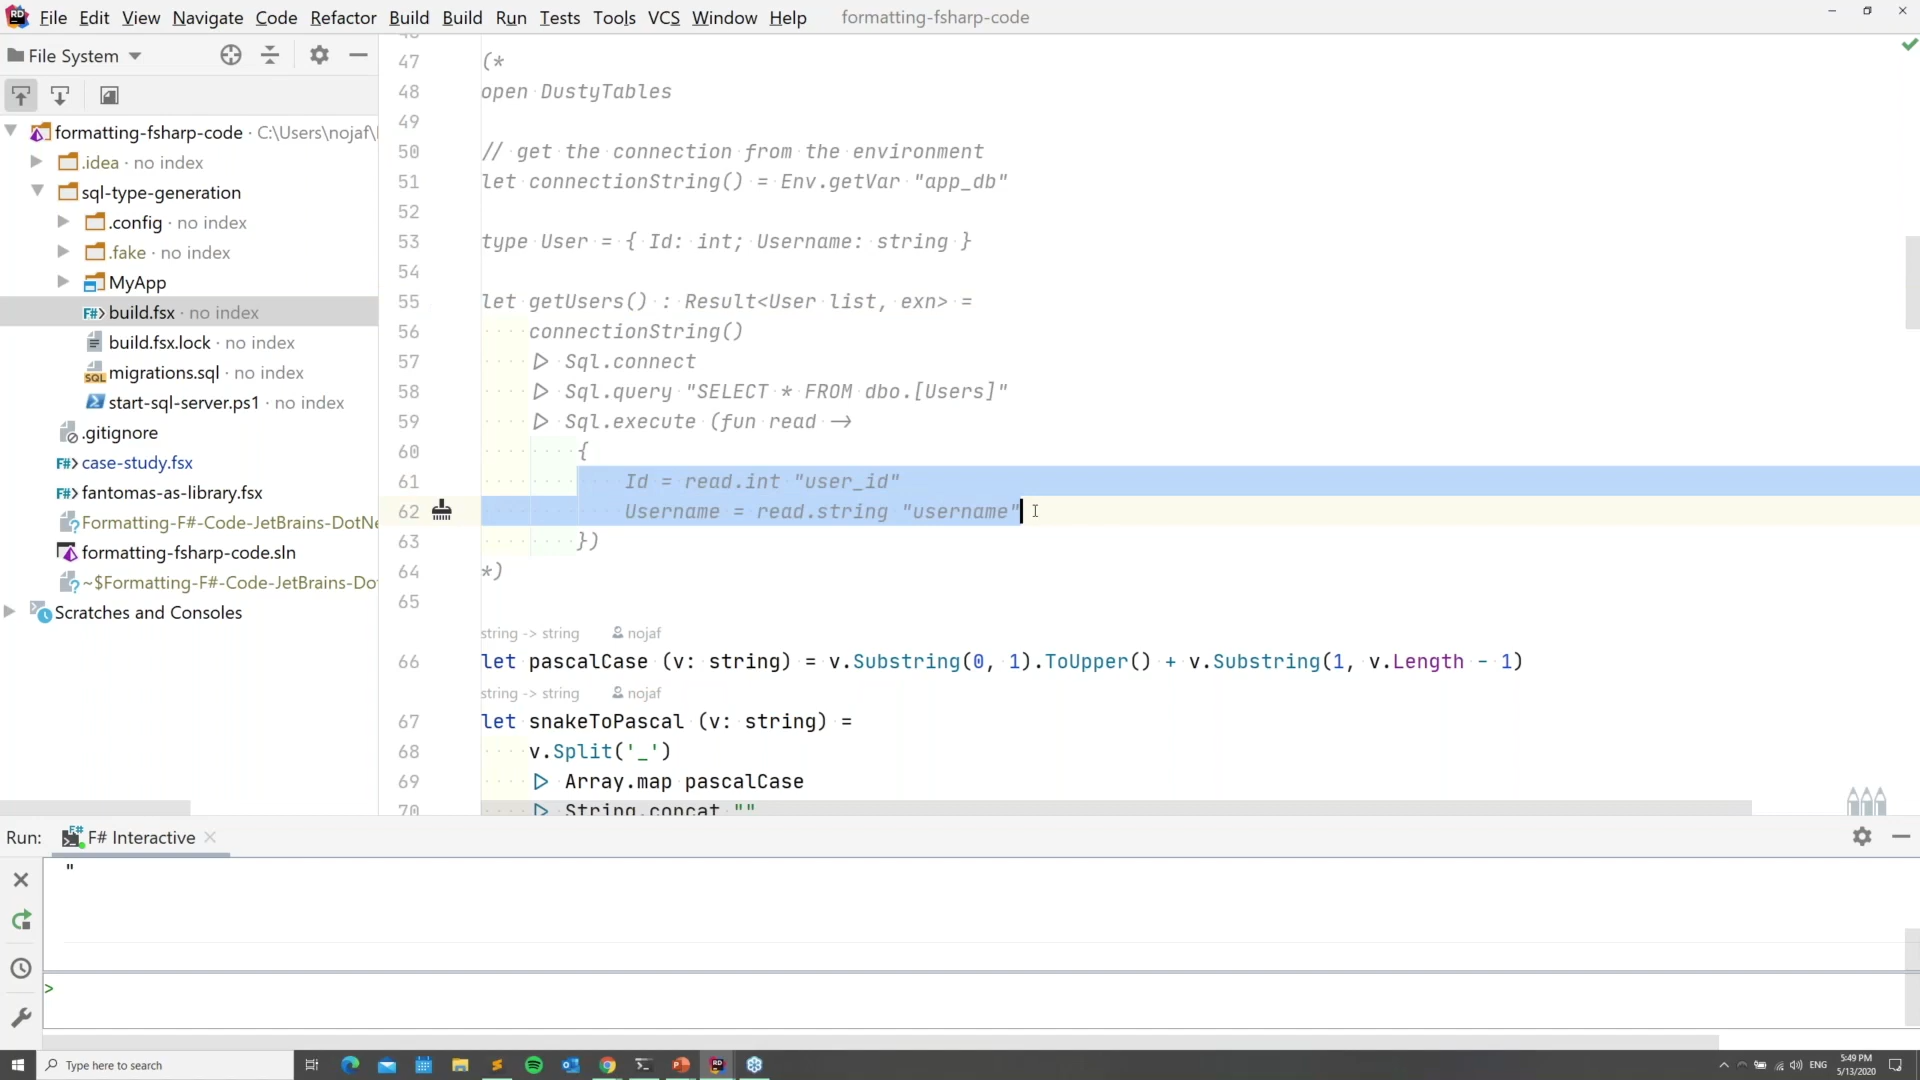 File Edit View Navigate Code Refactor Build Build Run Tests Tools VCS Window Help formatting-fsharp-code
File System
formatting-fsharp-code · C:\Users\nojaf\
.idea · no index
sql-type-generation
.config · no index
.fake · no index
MyApp
F#> build.fsx · no index
build.fsx.lock · no index
SQL migrations.sql · no index
start-sql-server.ps1 · no index
.gitignore
F#> case-study.fsx
F#> fantomas-as-library.fsx
Formatting-F#-Code-JetBrains-DotNe
formatting-fsharp-code.sln
~$Formatting-F#-Code-JetBrains-Do
Scratches and Consoles
47 (*
48 open DustyTables
49
50 // get the connection from the environment
51 let connectionString() = Env.getVar "app_db"
52
53 type User = { Id: int; Username: string }
54
55 let getUsers() : Result<User list, exn> =
56 connectionString()
57 |> Sql.connect
58 |> Sql.query "SELECT * FROM dbo.[Users]"
59 |> Sql.execute (fun read ->
60 {
61 Id = read.int "user_id"
62 Username = read.string "username"
63 })
64 *)
65
string -> string nojaf
66 let pascalCase (v: string) = v.Substring(0, 1).ToUpper() + v.Substring(1, v.Length - 1)
string -> string nojaf
67 let snakeToPascal (v: string) =
68 v.Split('_')
69 |> Array.map pascalCase
70 |> String.concat ""
Run: F# Interactive
"
>
Type here to search
ENG
5:49 PM
5/13/2020